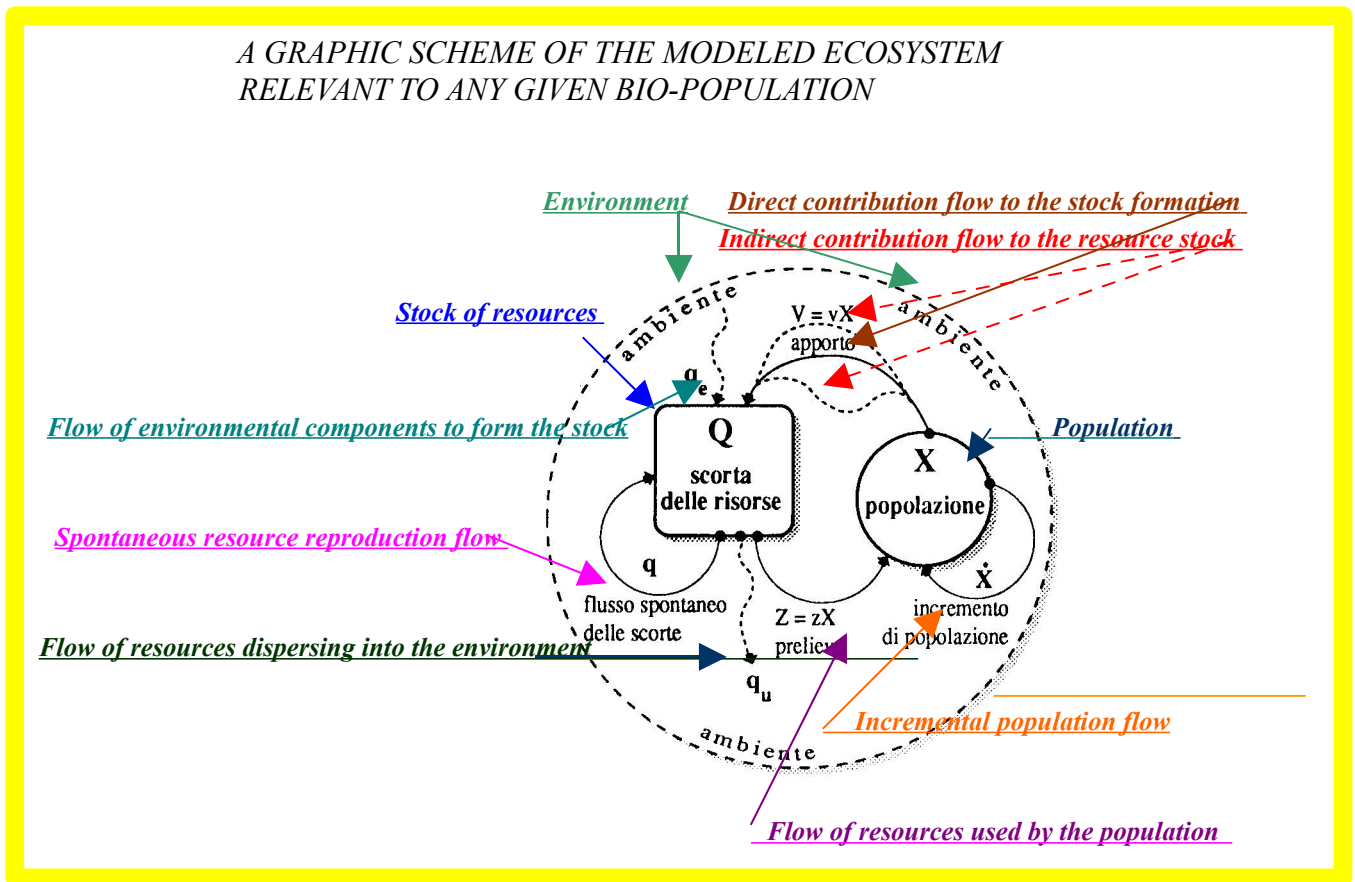 A GRAPHIC SCHEME OF THE MODELED ECOSYSTEM
RELEVANT TO ANY GIVEN BIO-POPULATION
Environment
Direct contribution flow to the stock formation
Indirect contribution flow to the resource stock
Stock of resources
ambiente
ambiente
V = vX
apporto
qe
Flow of environmental components to form the stock
Q
scorta
delle risorse
X
popolazione
Population
Spontaneous resource reproduction flow
q
flusso spontaneo
delle scorte
Z = zX
Ẋ
incremento
di popolazione
Flow of resources dispersing into the environment
qu
ambiente
Incremental population flow
Flow of resources used by the population